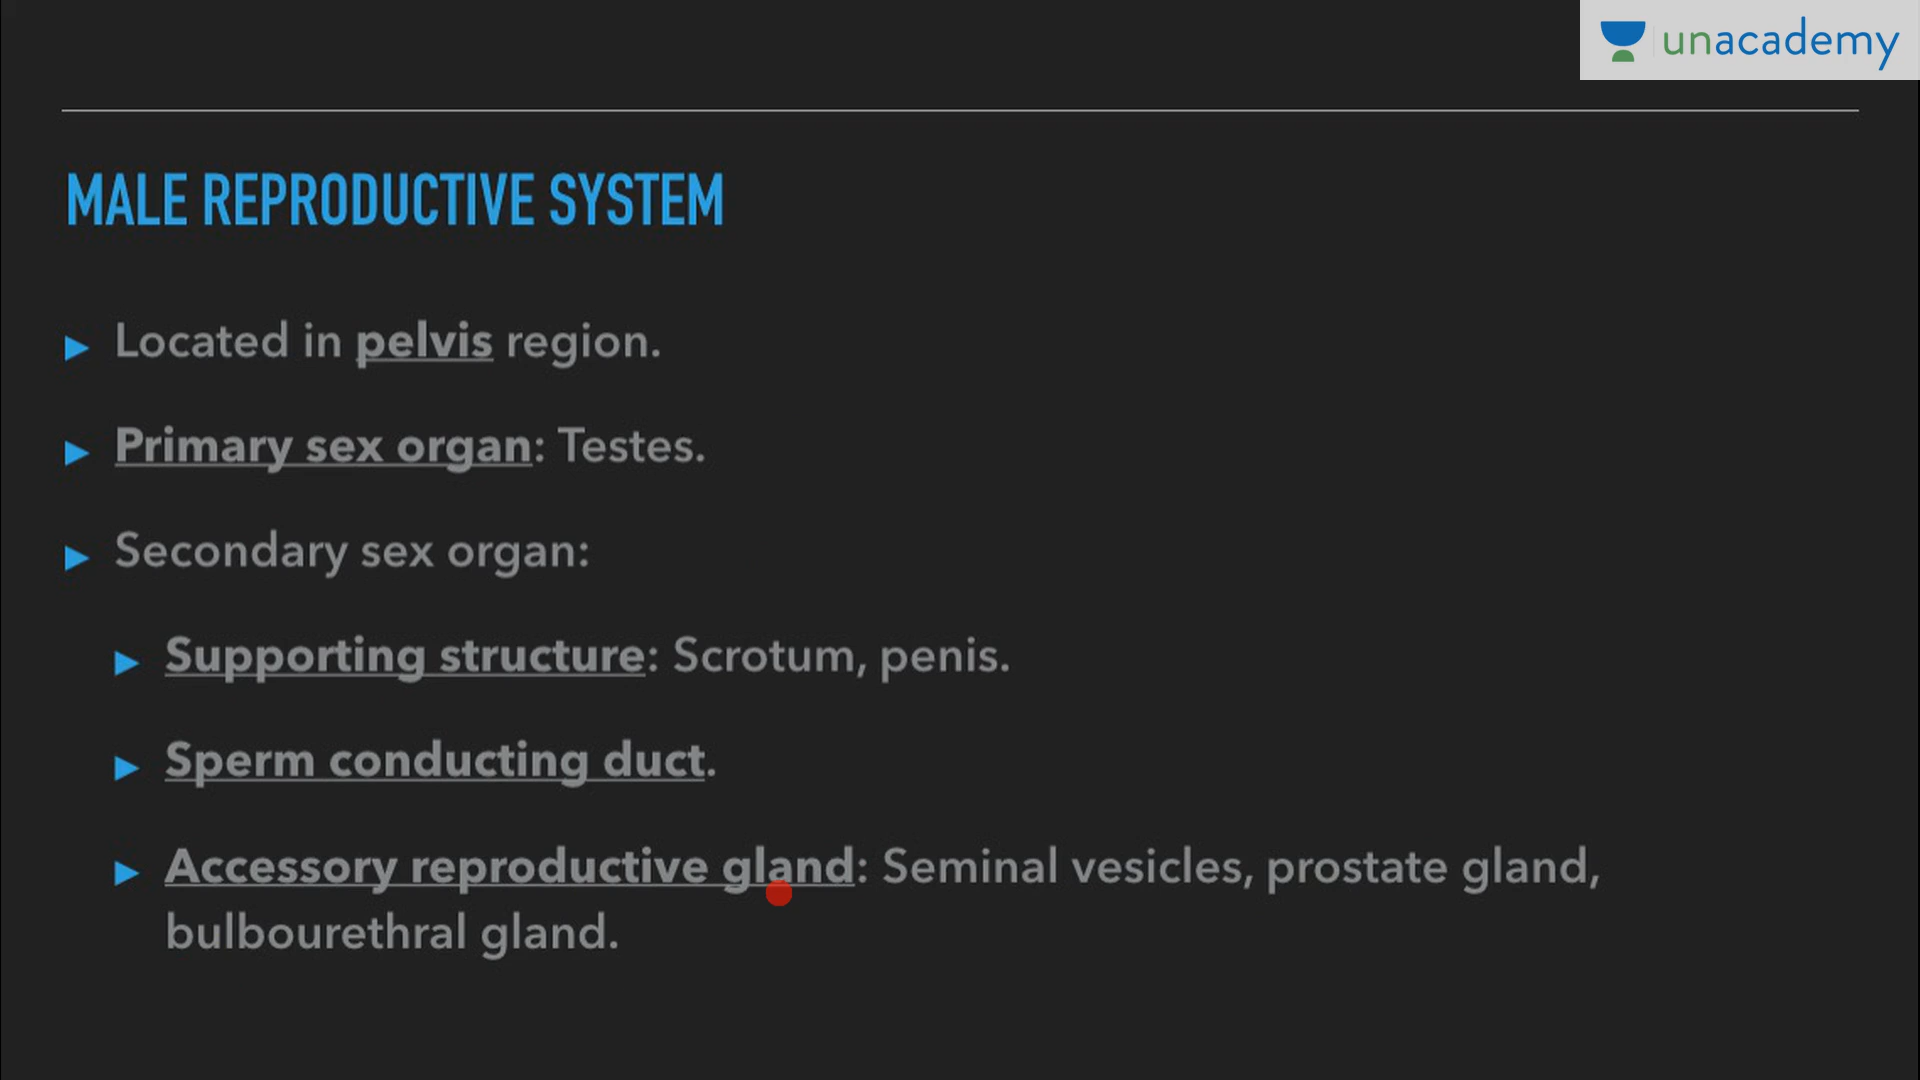 unacademy
MALE REPRODUCTIVE SYSTEM
Located in pelvis region.
Primary sex organ: Testes.
Secondary sex organ:
Supporting structure: Scrotum, penis.
Sperm conducting duct.
Accessory reproductive gland: Seminal vesicles, prostate gland,
bulbourethral gland.